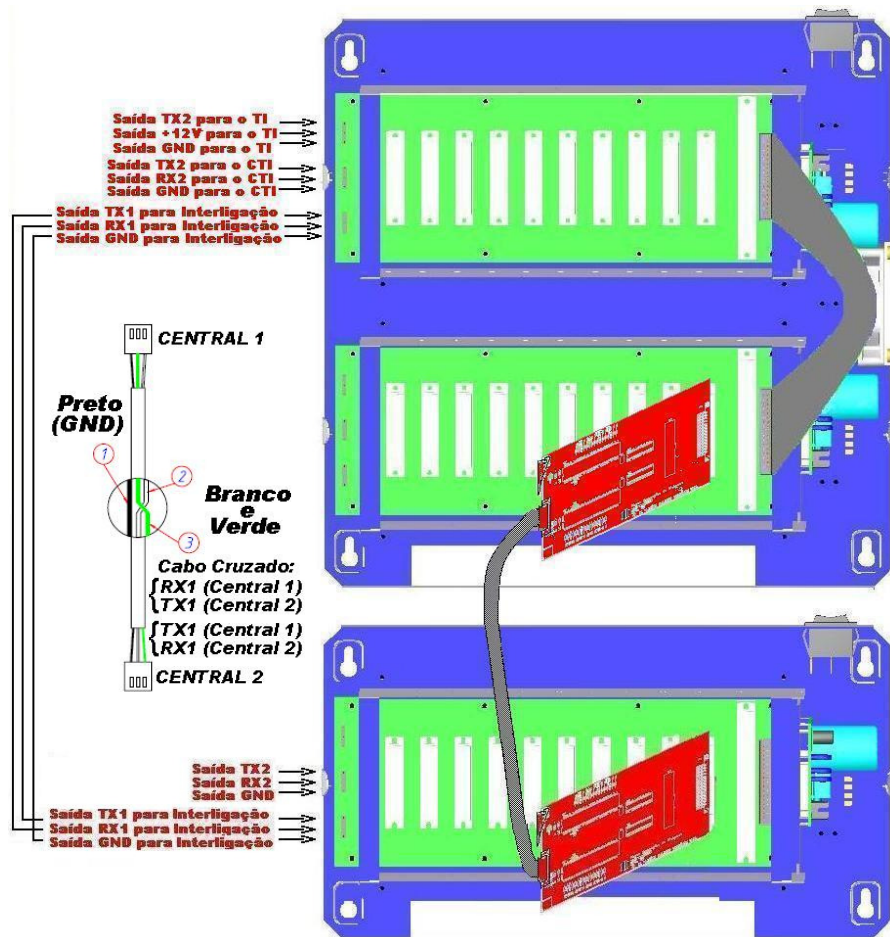 Saída TX2 para o TI
Saída +12V para o TI
Saída GND para o TI
Saída TX2 para o CTI
Saída RX2 para o CTI
Saída GND para o CTI
Saída TX1 para Interligação
Saída RX1 para Interligação
Saída GND para Interligação
CENTRAL 1
Preto
(GND)
1
2
Branco
e
Verde
3
Cabo Cruzado:
{RX1 (Central 1)
{TX1 (Central 2)
{TX1 (Central 1)
{RX1 (Central 2)
CENTRAL 2
Saída TX2
Saída RX2
Saída GND
Saída TX1 para Interligação
Saída RX1 para Interligação
Saída GND para Interligação